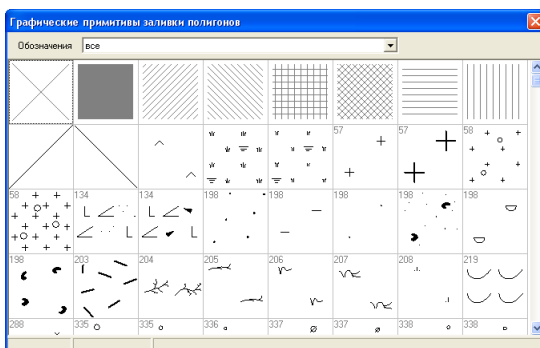 Графические примитивы заливки полигонов
Обозначения все
57 57 58
58 134 134 198 198 198 198 198
198 203 204 205 206 207 208 219
288 335 335 336 337 337 338 338